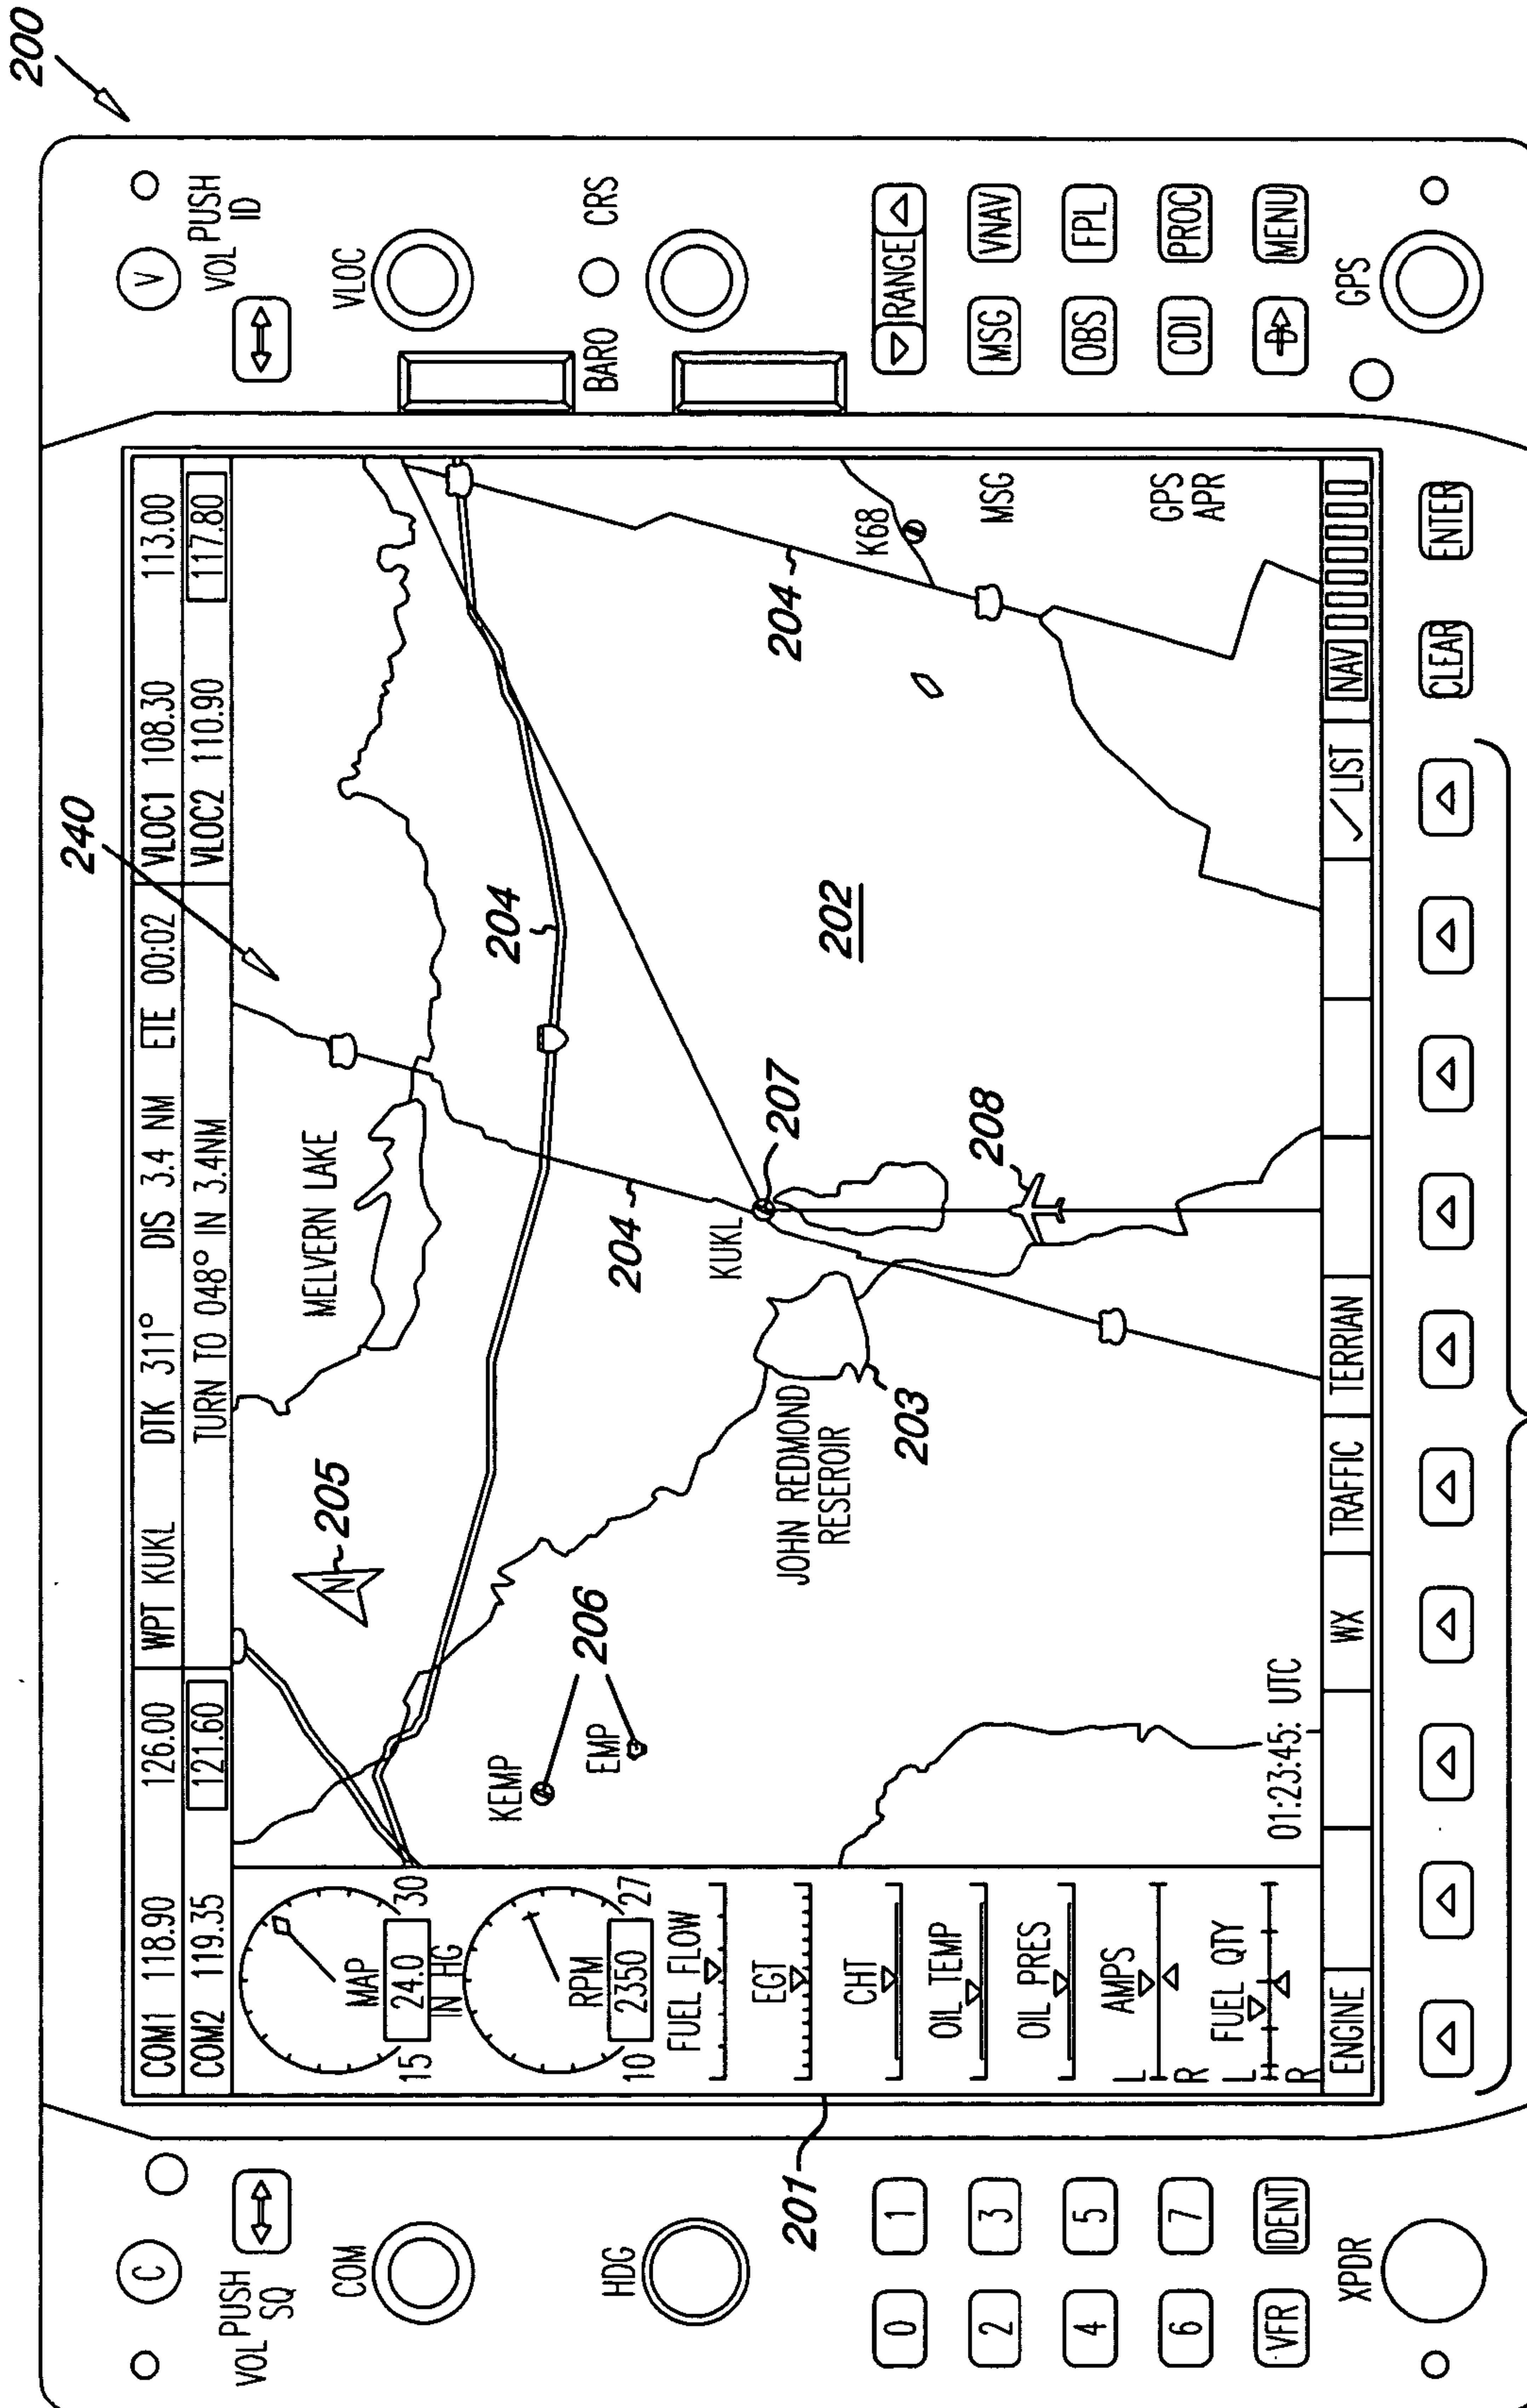 200
240
C
VOL PUSH SQ
COM
HDG
0 1
2 3
4 5
6 7
VFR IDENT
XPDR
201
COM1 118.90 126.00 WPT KUKL DTK 311° DIS 3.4 NM ETE 00:02 VLOC1 108.30 113.00
COM2 119.35 121.60 TURN TO 048° IN 3.4NM VLOC2 110.90 117.80
MAP
15 24.0 30
IN HG
RPM
10 2350 27
FUEL FLOW
EGT
CHT
OIL TEMP
OIL PRES
AMPS
L
R
FUEL QTY
L
R
N
205
MELVERN LAKE
204
KEMP
206
EMP
204
KUKL
207
JOHN REDMOND
RESEROIR
203
202
204
K68
208
MSG
GPS
APR
01:23:45: UTC
ENGINE WX TRAFFIC TERRIAN ✓LIST NAV
CLEAR ENTER
V
VOL PUSH ID
VLOC
BARO CRS
RANGE
MSG VNAV
OBS FPL
CDI PROC
D MENU
GPS